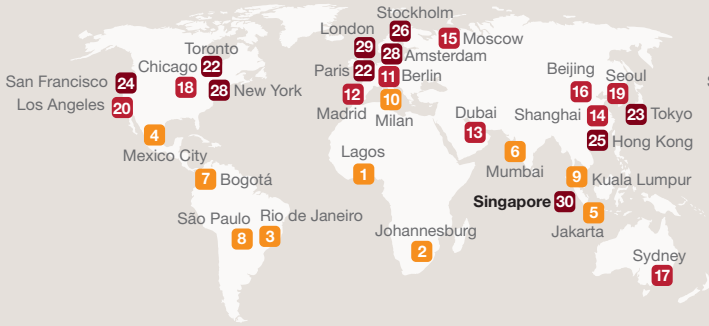 Stockholm
26
London
29
15 Moscow
Toronto
22
28 Amsterdam
Chicago
18
Paris 22
11 Berlin
San Francisco 24
28 New York
Los Angeles 20
12
Madrid
10
Milan
Beijing
16
Seoul
19
Dubai
13
Shanghai 14
23 Tokyo
25 Hong Kong
4
Mexico City
Lagos
1
6
Mumbai
7 Bogotá
9 Kuala Lumpur
Singapore 30
5
Jakarta
São Paulo
8
Rio de Janeiro
3
Johannesburg
2
Sydney
17